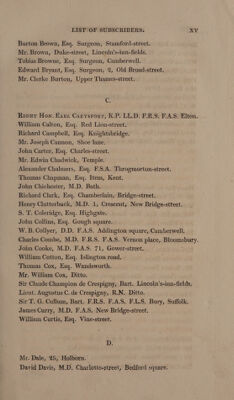 LIST OF SUBSCRIBERS. XV
Burton Brown, Esq. Surgeon, Stamford-street.
Mr. Brown, Duke-street, Lincoln's-inn-fields.
Tobias Browne, Esq. Surgeon, Camberwell.
Edward Bryant, Esq. Surgeon, 2, Old Broad-street.
Mr. Clerke Burton, Upper Thames-street.
C.
RIGHT HON. EARL CARYSFORT, K.P. LL.D. F.R.S. F.A.S. Elton.
William Calton, Esq. Red Lion-street.
Richard Campbell, Esq. Knightsbridge.
Mr. Joseph Cannon, Shoe lane.
John Carter, Esq. Charles-street.
Mr. Edwin Chadwick, Temple.
Alexander Chalmers, Esq. F.S.A. Throgmorton-street.
Thomas Chapman, Esq. Item, Kent.
John Chichester, M.D. Bath.
Richard Clark, Esq. Chamberlain, Bridge-street.
Henry Clutterbuck, M.D. 1, Crescent, New Bridge-street.
S. T. Coleridge, Esq. Highgate.
John Collins, Esq. Gough square.
W. B. Collyer, D.D. F.A.S. Addington square, Camberwell.
Charles Combe, M.D. F.R.S. F.A.S. Vernon place, Bloomsbury.
John Cooke, M.D. F.A.S. 71, Gower-street.
William Cotton, Esq. Islington road.
Thomas Cox, Esq. Wandsworth.
Mr. William Cox, Ditto.
Sir Claude Champion de Crespigny, Bart. Lincoln's-inn-fields.
Lieut. Augustus C. de Crespigny, R.N. Ditto.
Sir T. G. Cullum, Bart. F.R.S. F.A.S. F.L.S. Bury, Suffolk.
James Curry, M.D. F.A.S. New Bridge-street.
William Curtis, Esq. Vine-street.
D.
Mr. Dale, 25, Holborn.
David Davis, M.D. Charlotte-street, Bedford square.